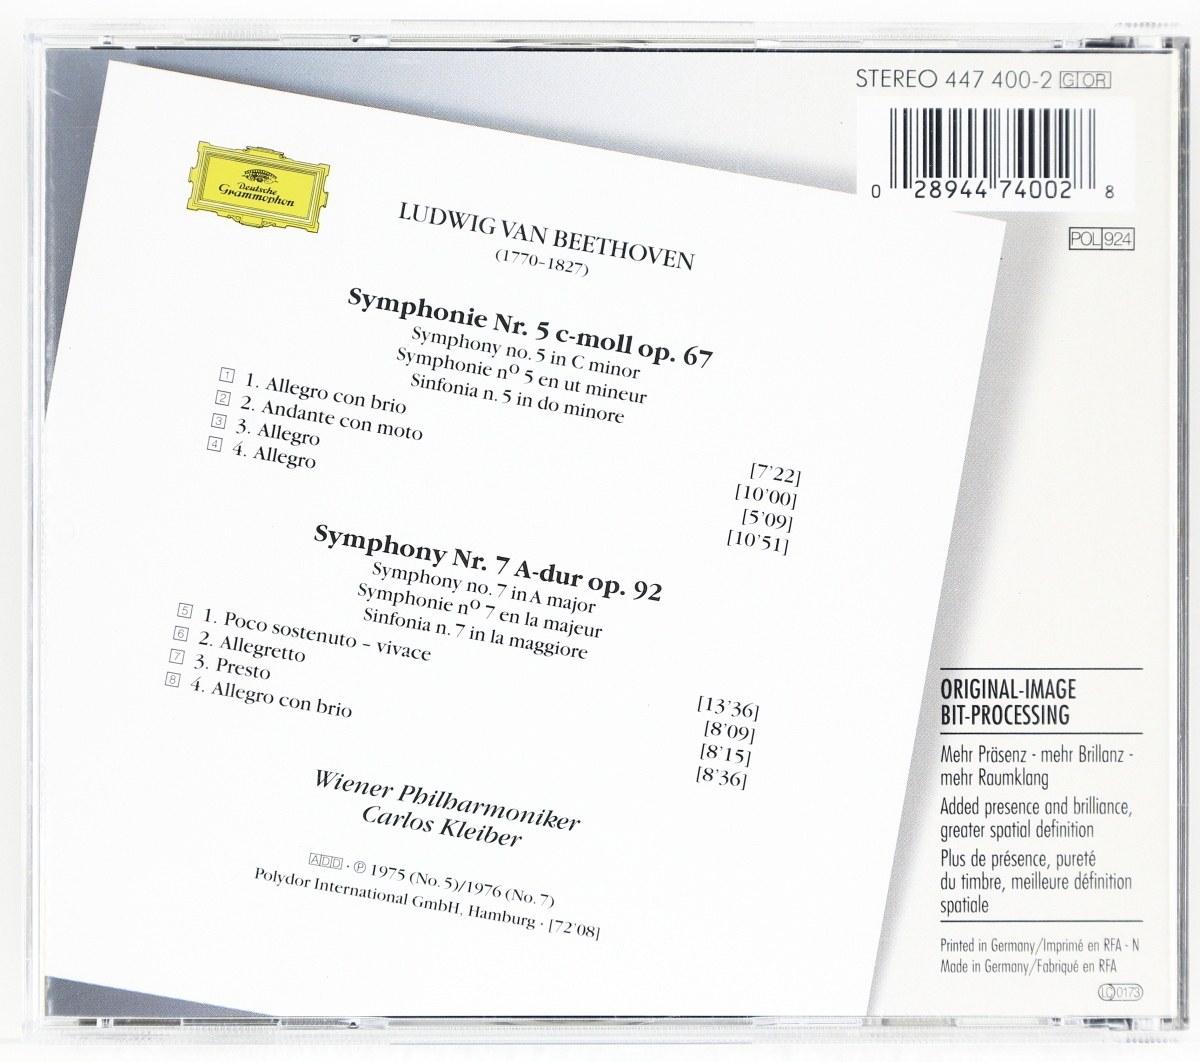 STEREO 447 400-2 GOR
0 28944 74002 8
POL 924
Deutsche
Grammophon
LUDWIG VAN BEETHOVEN
(1770–1827)
Symphonie Nr. 5 c-moll op. 67
Symphony no. 5 in C minor
Symphonie nº 5 en ut mineur
Sinfonia n. 5 in do minore
1 1. Allegro con brio [7'22]
2 2. Andante con moto [10'00]
3 3. Allegro [5'09]
4 4. Allegro [10'51]
Symphony Nr. 7 A-dur op. 92
Symphony no. 7 in A major
Symphonie nº 7 en la majeur
Sinfonia n. 7 in la maggiore
5 1. Poco sostenuto – vivace [13'36]
6 2. Allegretto [8'09]
7 3. Presto [8'15]
8 4. Allegro con brio [8'36]
Wiener Philharmoniker
Carlos Kleiber
ADD · ℗ 1975 (No. 5)/1976 (No. 7)
Polydor International GmbH, Hamburg · [72'08]
ORIGINAL-IMAGE
BIT-PROCESSING
Mehr Präsenz - mehr Brillanz -
mehr Raumklang
Added presence and brilliance,
greater spatial definition
Plus de présence, pureté
du timbre, meilleure définition
spatiale
Printed in Germany/Imprimé en RFA - N
Made in Germany/Fabriqué en RFA
LC 0173